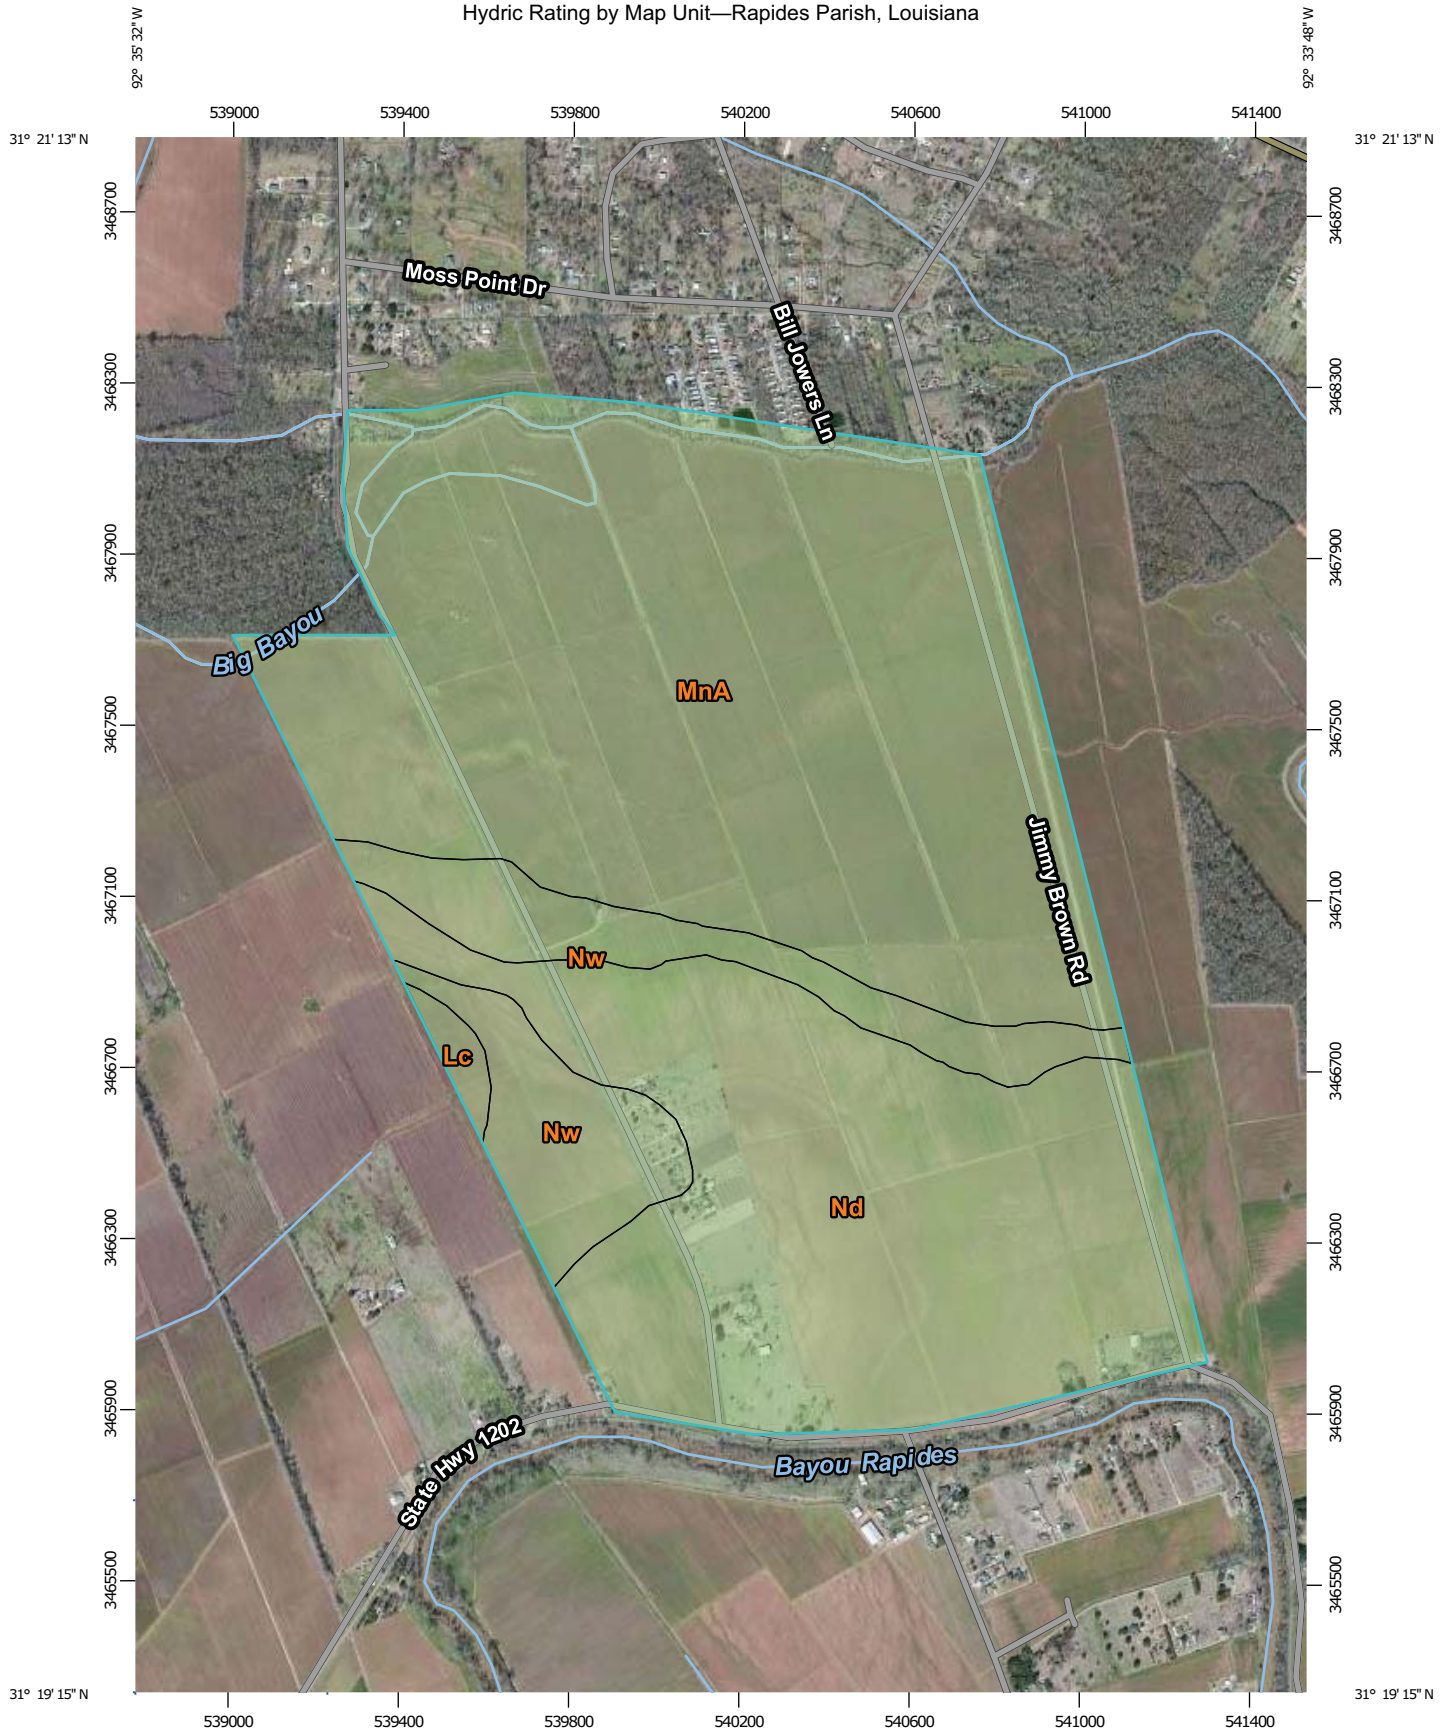 Hydric Rating by Map Unit—Rapides Parish, Louisiana
92° 35' 32" W
92° 33' 48" W
539000 539400 539800 540200 540600 541000 541400
31° 21' 13" N
31° 21' 13" N
3468700
3468700
Moss Point Dr
Bill Jowers Ln
3468300
3468300
3467900
3467900
Big Bayou
MnA
3467500
3467500
Jimmy Brown Rd
3467100
3467100
Nw
Lc
3466700
3466700
Nw
Nd
3466300
3466300
3465900
3465900
State Hwy 1202
Bayou Rapides
3465500
3465500
31° 19' 15" N
31° 19' 15" N
539000 539400 539800 540200 540600 541000 541400